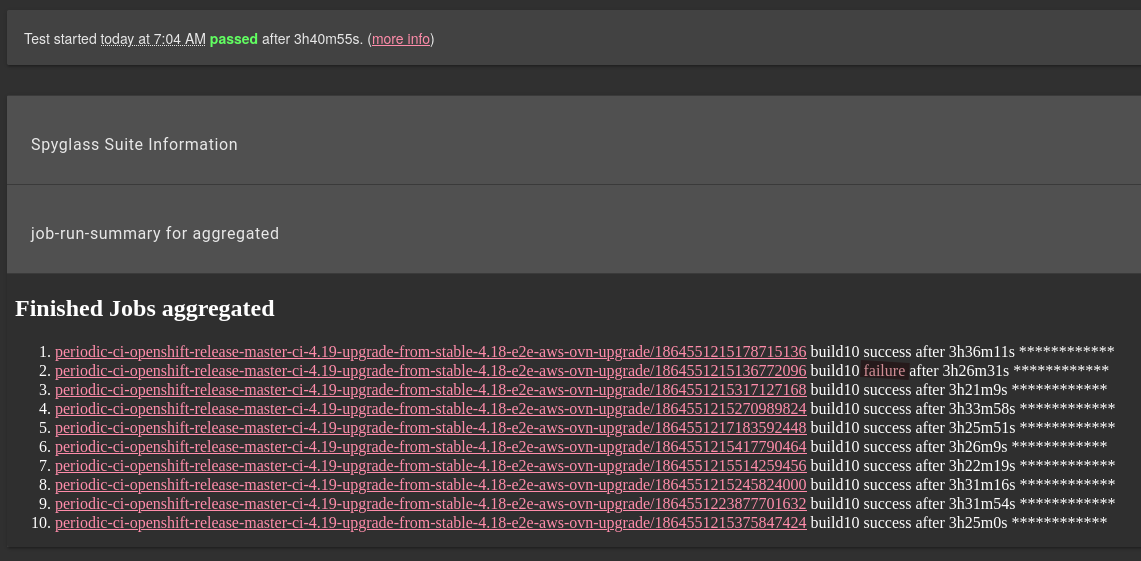 Test started today at 7:04 AM passed after 3h40m55s. (more info)
Spyglass Suite Information
job-run-summary for aggregated
Finished Jobs aggregated
1. periodic-ci-openshift-release-master-ci-4.19-upgrade-from-stable-4.18-e2e-aws-ovn-upgrade/1864551215178715136 build10 success after 3h36m11s ************
2. periodic-ci-openshift-release-master-ci-4.19-upgrade-from-stable-4.18-e2e-aws-ovn-upgrade/1864551215136772096 build10 failure after 3h26m31s ************
3. periodic-ci-openshift-release-master-ci-4.19-upgrade-from-stable-4.18-e2e-aws-ovn-upgrade/1864551215317127168 build10 success after 3h21m9s ************
4. periodic-ci-openshift-release-master-ci-4.19-upgrade-from-stable-4.18-e2e-aws-ovn-upgrade/1864551215270989824 build10 success after 3h33m58s ************
5. periodic-ci-openshift-release-master-ci-4.19-upgrade-from-stable-4.18-e2e-aws-ovn-upgrade/1864551217183592448 build10 success after 3h25m51s ************
6. periodic-ci-openshift-release-master-ci-4.19-upgrade-from-stable-4.18-e2e-aws-ovn-upgrade/1864551215417790464 build10 success after 3h26m9s ************
7. periodic-ci-openshift-release-master-ci-4.19-upgrade-from-stable-4.18-e2e-aws-ovn-upgrade/1864551215514259456 build10 success after 3h22m19s ************
8. periodic-ci-openshift-release-master-ci-4.19-upgrade-from-stable-4.18-e2e-aws-ovn-upgrade/1864551215245824000 build10 success after 3h31m16s ************
9. periodic-ci-openshift-release-master-ci-4.19-upgrade-from-stable-4.18-e2e-aws-ovn-upgrade/1864551223877701632 build10 success after 3h31m54s ************
10. periodic-ci-openshift-release-master-ci-4.19-upgrade-from-stable-4.18-e2e-aws-ovn-upgrade/1864551215375847424 build10 success after 3h25m0s ************